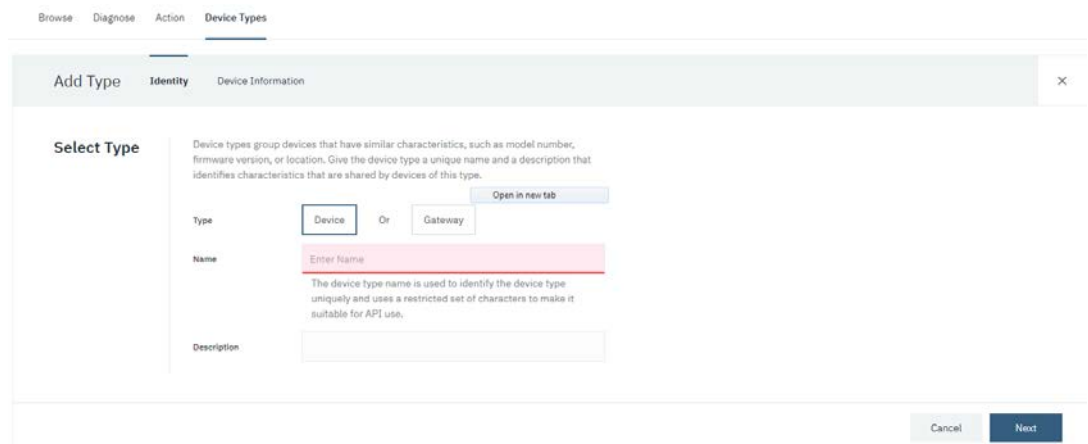 Browse Diagnose Action Device Types
Add Type Identity Device Information ×
Select Type
Device types group devices that have similar characteristics, such as model number,
firmware version, or location. Give the device type a unique name and a description that
identifies characteristics that are shared by devices of this type.
Open in new tab
Type Device Or Gateway
Name Enter Name
The device type name is used to identify the device type
uniquely and uses a restricted set of characters to make it
suitable for API use.
Description
Cancel Next